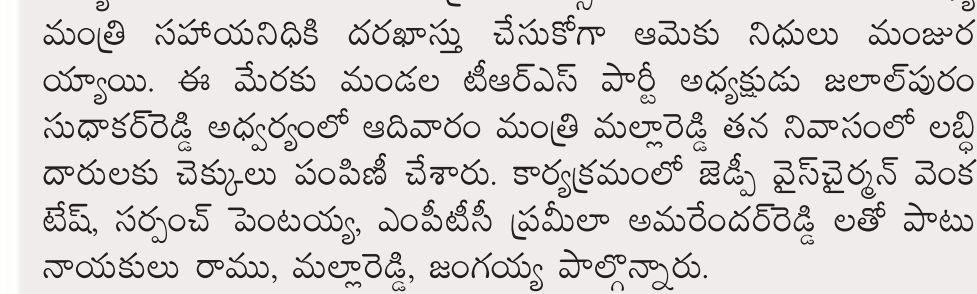 మంత్రి సహాయనిధికి దరఖాస్తు చేసుకోగా ఆమెకు నిధులు మంజుర
య్యాయి. ఈ మేరకు మండల టీఆర్ఎస్ పార్టీ అధ్యక్షుడు జలాల్‌పురం
సుధాకర్‌రెడ్డి అధ్వర్యంలో ఆదివారం మంత్రి మల్లారెడ్డి తన నివాసంలో లబ్ధి
దారులకు చెక్కులు పంపిణీ చేశారు. కార్యక్రమంలో జెడ్పీ వైస్‌ఛైర్మన్ వెంక
టేష్, సర్పంచ్ పెంటయ్య, ఎంపీటీసీ ప్రమీలా అమరేందర్‌రెడ్డి లతో పాటు
నాయకులు రాము, మల్లారెడ్డి, జంగయ్య పాల్గొన్నారు.